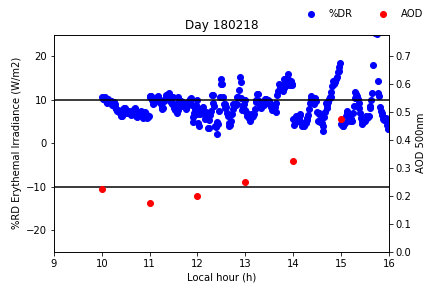 %DR AOD
Day 180218
%RD Erythemal Irradiance (W/m2)
20
10
0
−10
−20
0.7
0.6
0.5
0.4
0.3
0.2
0.1
0.0
AOD 500nm
9 10 11 12 13 14 15 16
Local hour (h)